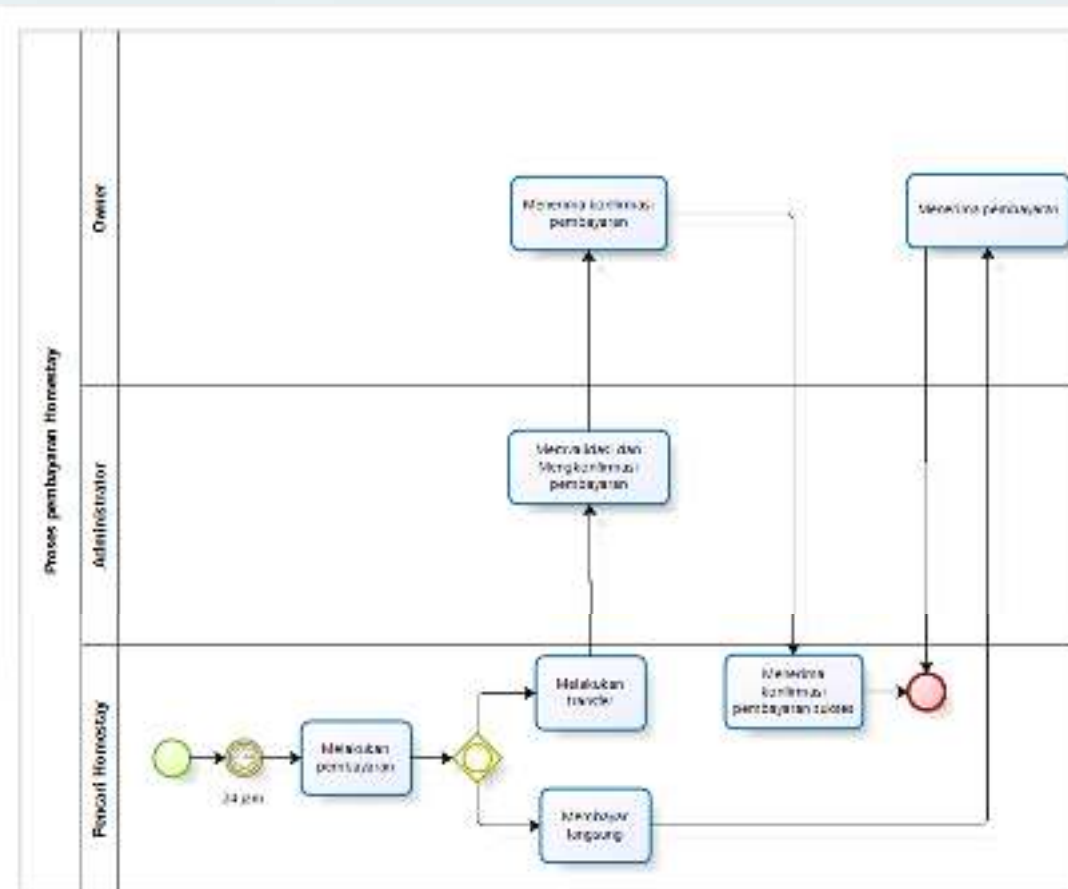 Proses pembayaran Homestay
Owner
Menerima konfirmasi
pembayaran
Menerima pembayaran
Administrator
Memvalidasi dan
Mengkonfirmasi
pembayaran
Pencari Homestay
24 jam
Melakukan
pembayaran
Melakukan
transfer
Membayar
langsung
Menerima
konfirmasi
pembayaran sukses